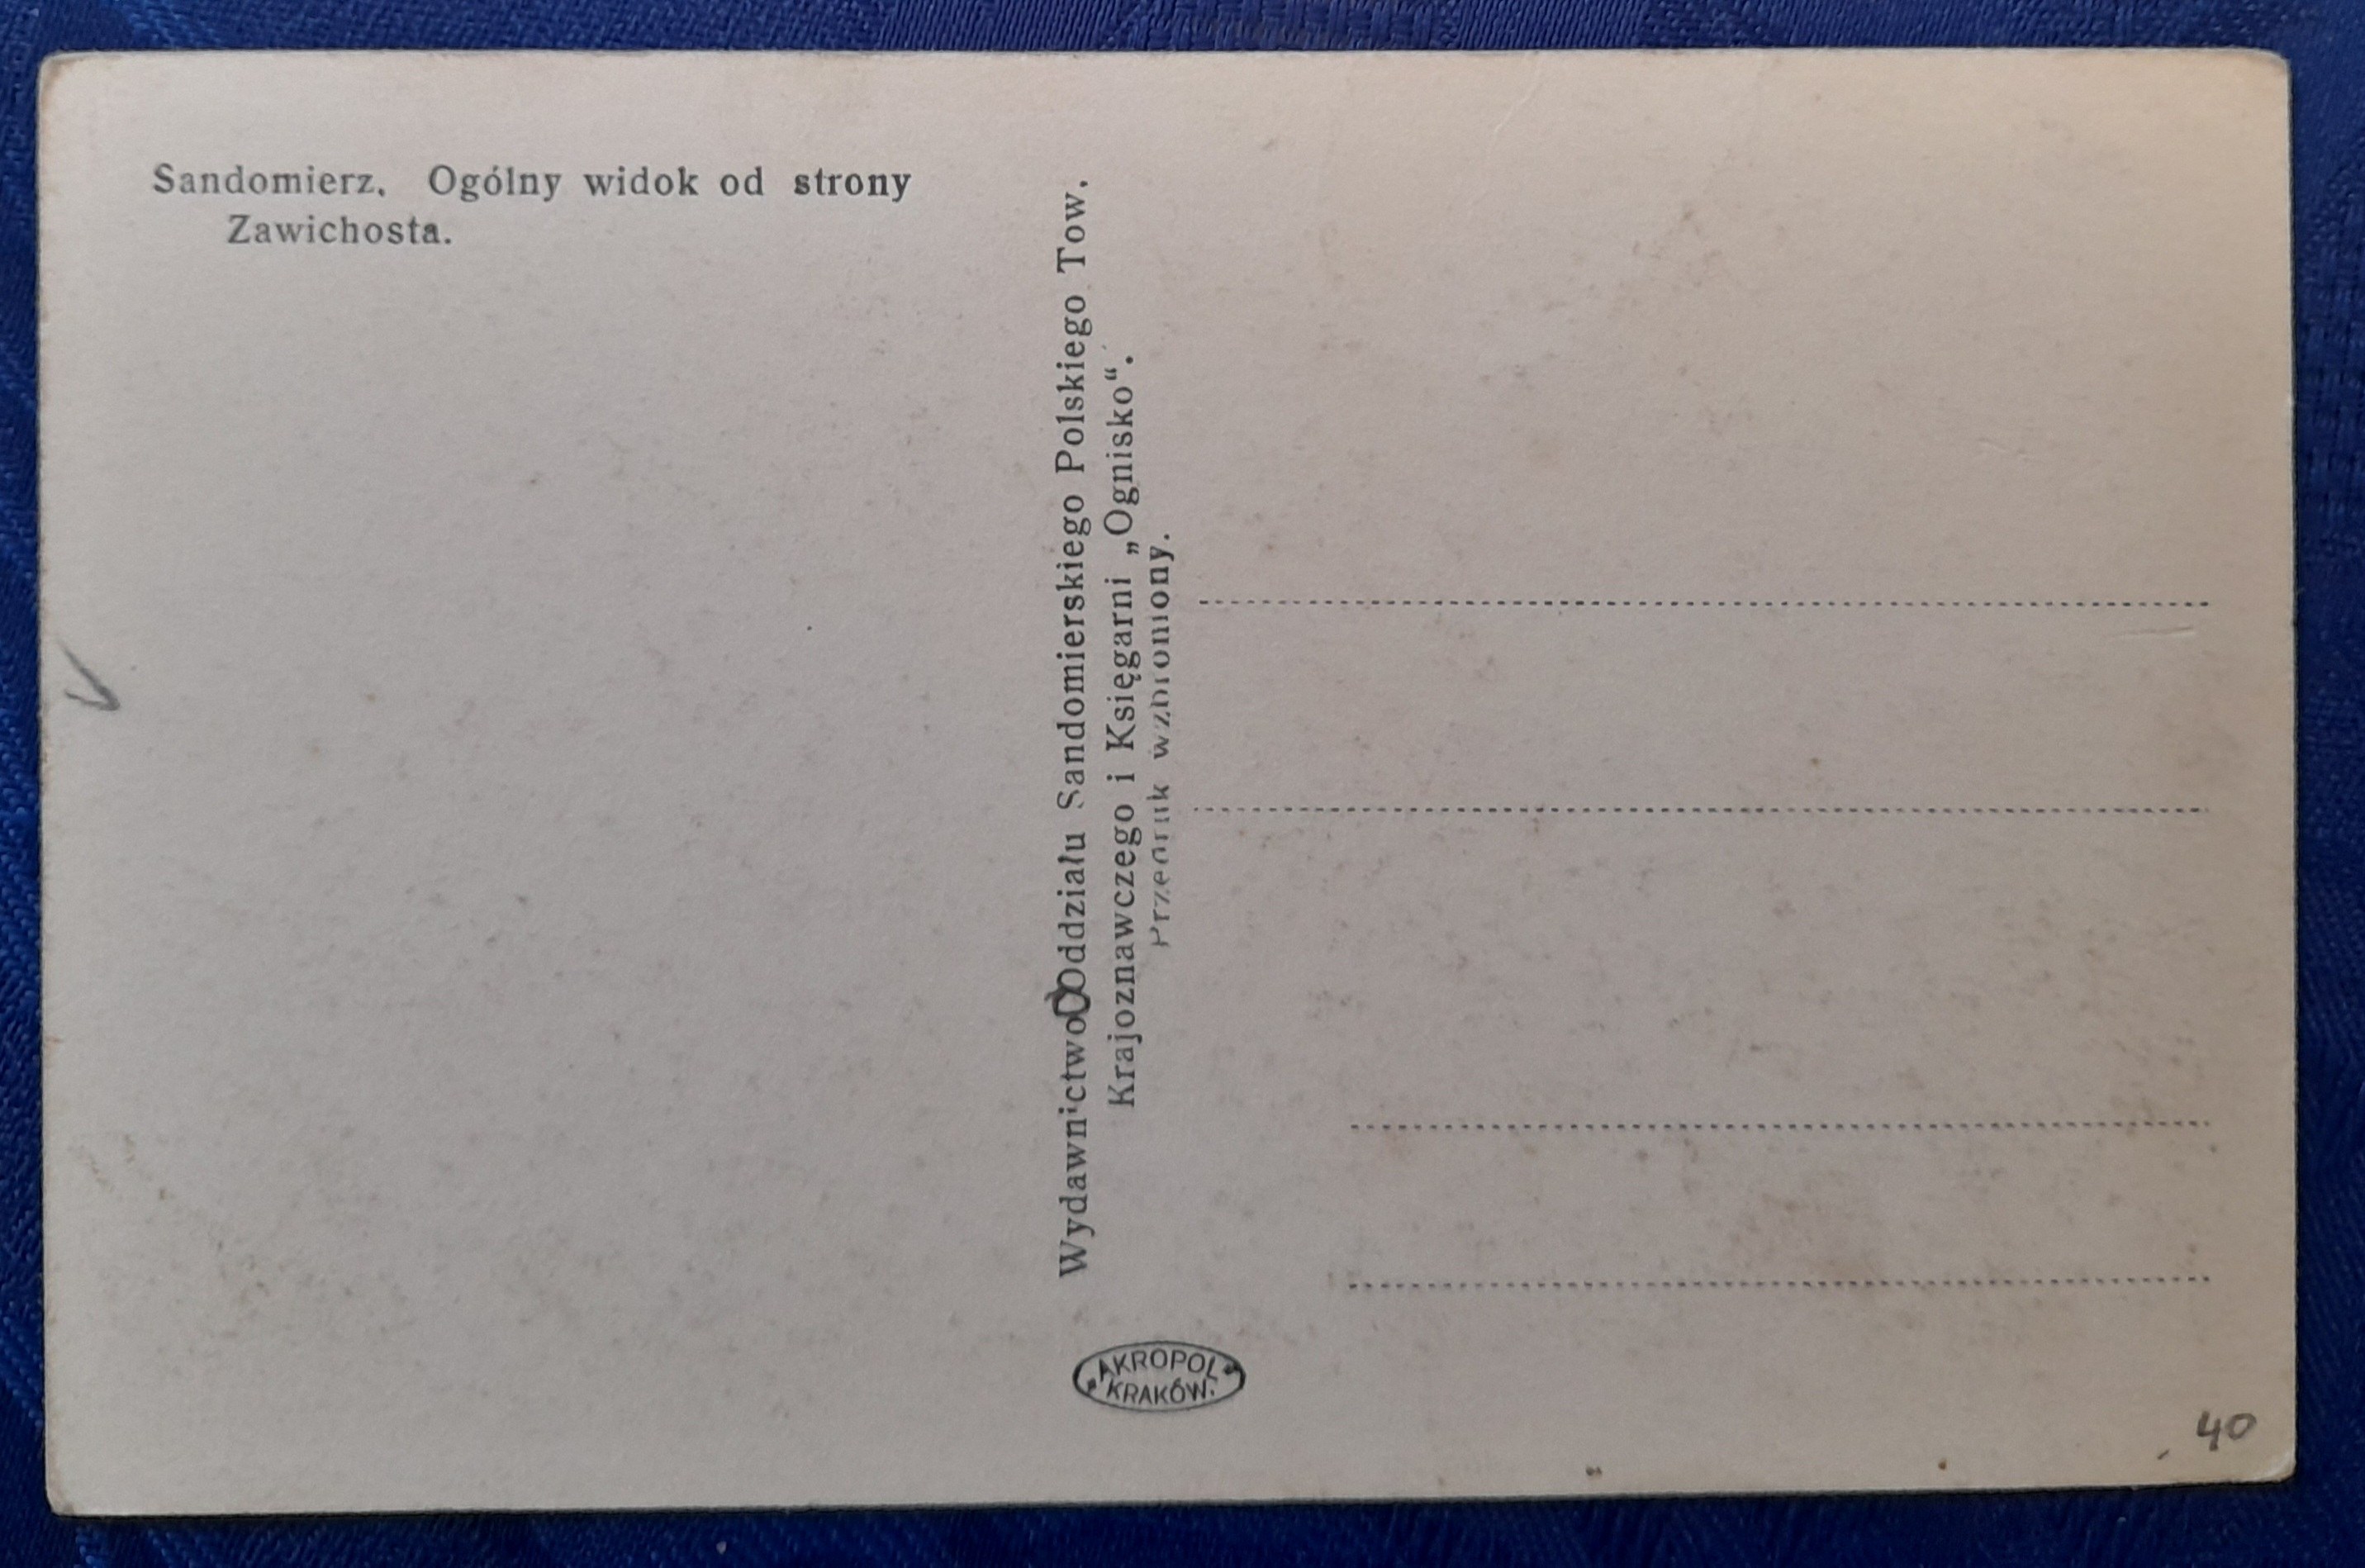 Sandomierz. Ogólny widok od strony
Zawichosta.
Wydawnictwo Oddziału Sandomierskiego Polskiego Tow.
Krajoznawczego i Księgarni „Ognisko“.
Przedruk wzbroniony.
AKROPOL
KRAKÓW.
40